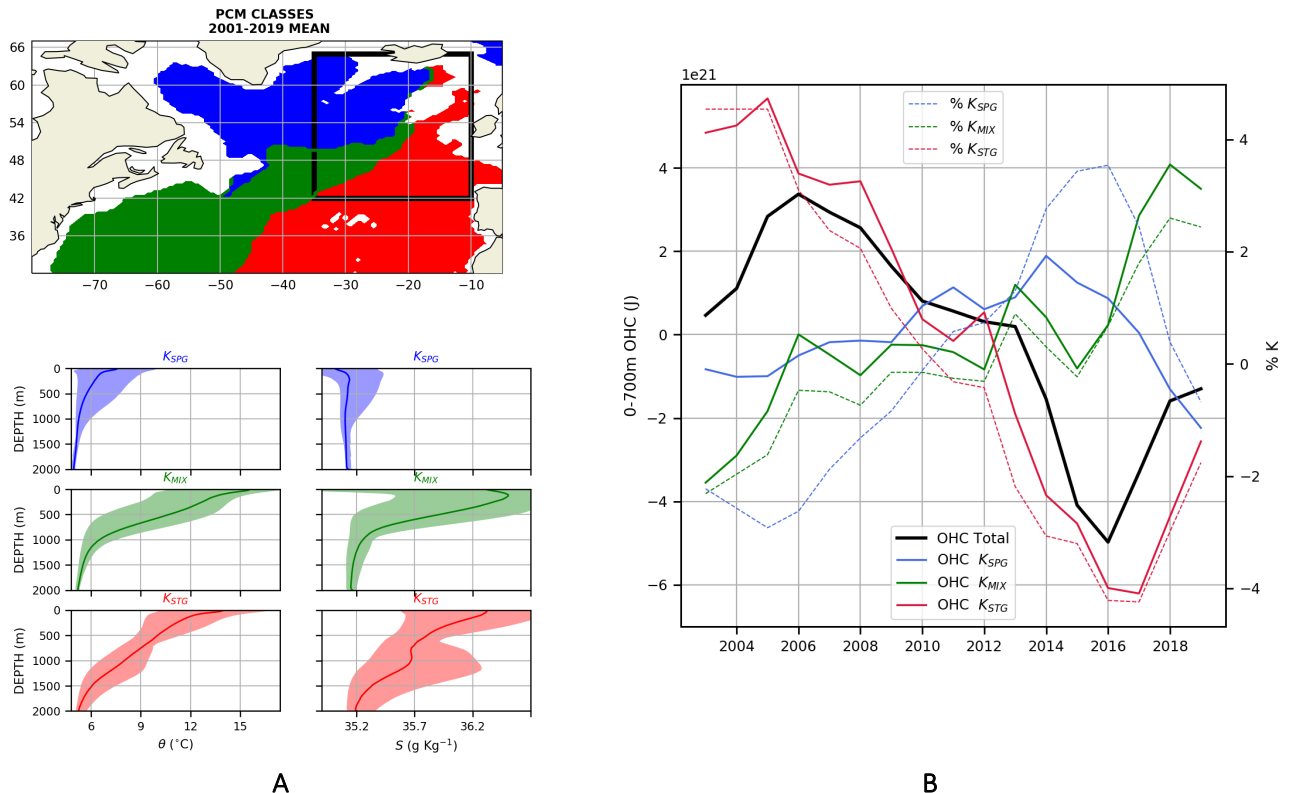 PCM CLASSES
2001-2019 MEAN
66
60
54
48
42
36
−70
−60
−50
−40
−30
−20
−10
K_SPG
K_SPG
DEPTH (m)
0
500
1000
1500
2000
K_MIX
K_MIX
DEPTH (m)
0
500
1000
1500
2000
K_STG
K_STG
DEPTH (m)
0
500
1000
1500
2000
6
9
12
15
35.2
35.7
36.2
θ (°C)
S (g Kg⁻¹)
A
1e21
% K_SPG
% K_MIX
% K_STG
4
2
0
−2
−4
−6
0-700m OHC (J)
4
2
0
−2
−4
% K
OHC Total
OHC K_SPG
OHC K_MIX
OHC K_STG
2004
2006
2008
2010
2012
2014
2016
2018
B